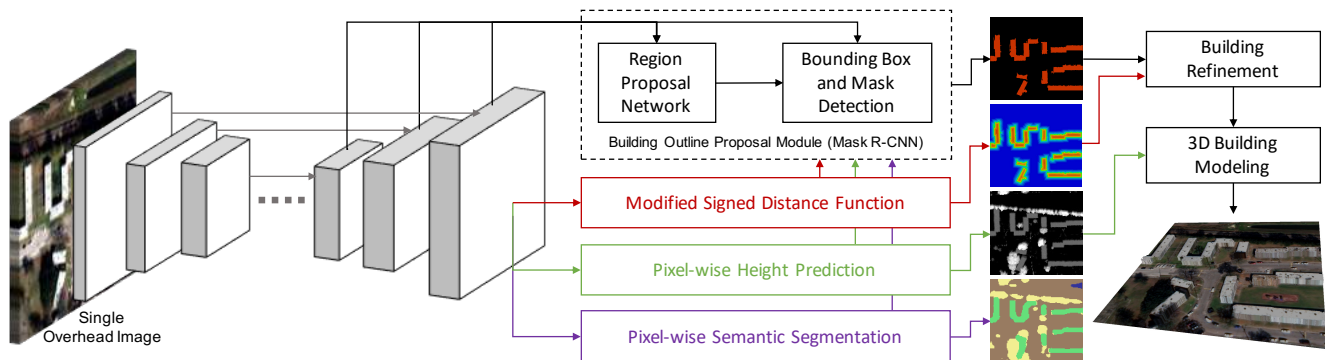 Region
Proposal
Network
Bounding Box
and Mask
Detection
Building Outline Proposal Module (Mask R-CNN)
Building
Refinement
3D Building
Modeling
Modified Signed Distance Function
Pixel-wise Height Prediction
Pixel-wise Semantic Segmentation
Single
Overhead Image